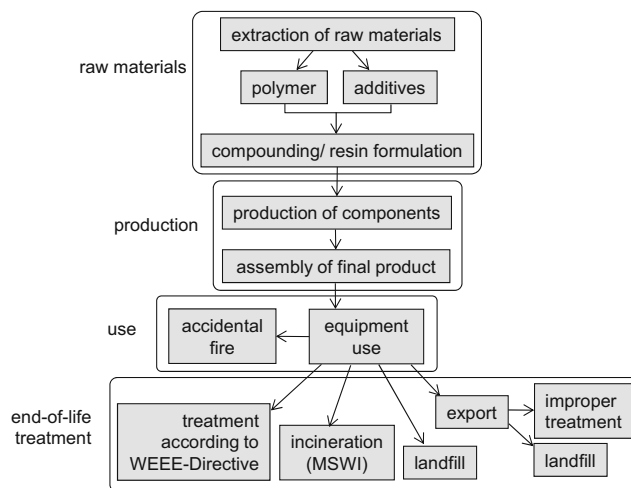 extraction of raw materials
raw materials
polymer
additives
compounding/ resin formulation
production of components
production
assembly of final product
use
accidental
fire
equipment
use
end-of-life
treatment
treatment
according to
WEEE-Directive
incineration
(MSWI)
landfill
export
improper
treatment
landfill